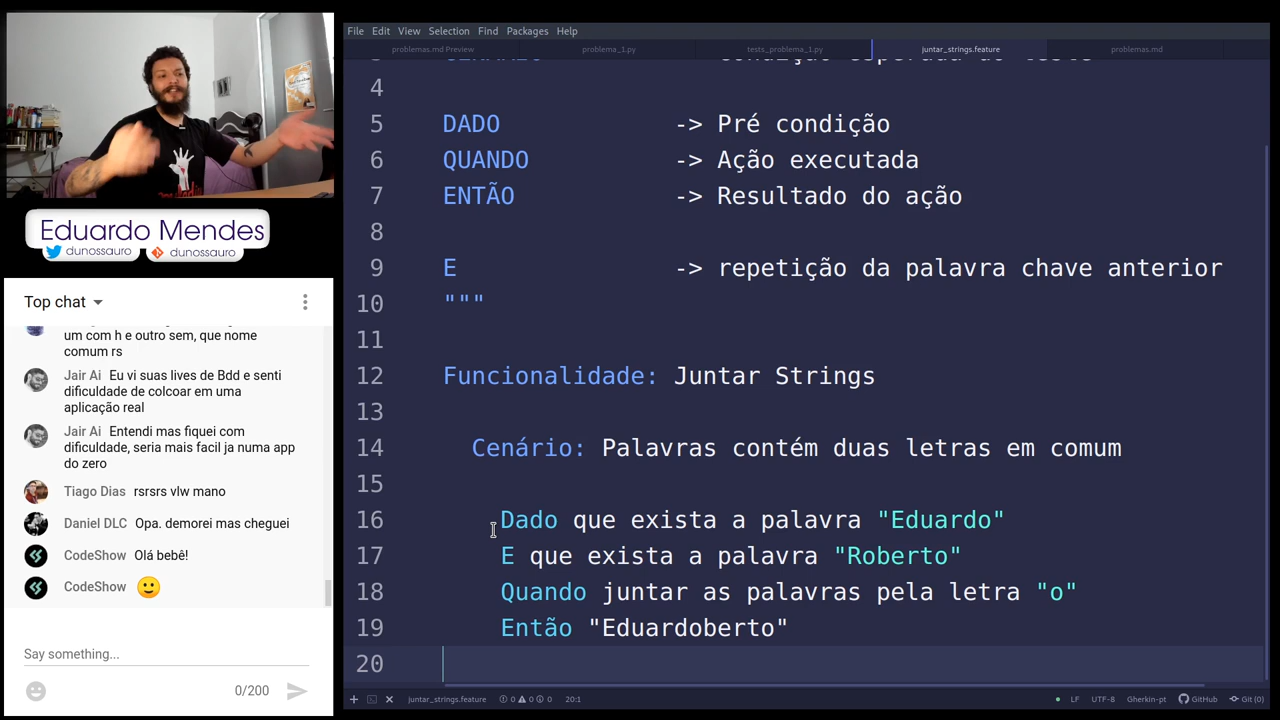 File Edit View Selection Find Packages Help
problemas.md Preview
problema_1.py
tests_problema_1.py
juntar_strings.feature
problemas.md
4
5 DADO -> Pré condição
6 QUANDO -> Ação executada
7 ENTÃO -> Resultado do ação
8
9 E -> repetição da palavra chave anterior
10 """
11
12 Funcionalidade: Juntar Strings
13
14 Cenário: Palavras contém duas letras em comum
15
16 Dado que exista a palavra "Eduardo"
17 E que exista a palavra "Roberto"
18 Quando juntar as palavras pela letra "o"
19 Então "Eduardoberto"
20
juntar_strings.feature 0 0 0 20:1 LF UTF-8 Gherkin-pt GitHub Git (0)
Eduardo Mendes
dunossauro dunossauro
Top chat
um com h e outro sem, que nome
comum rs
Jair Ai Eu vi suas lives de Bdd e senti
dificuldade de colcoar em uma
aplicação real
Jair Ai Entendi mas fiquei com
dificuldade, seria mais facil ja numa app
do zero
Tiago Dias rsrsrs vlw mano
Daniel DLC Opa. demorei mas cheguei
CodeShow Olá bebê!
CodeShow 🙂
Say something...
0/200